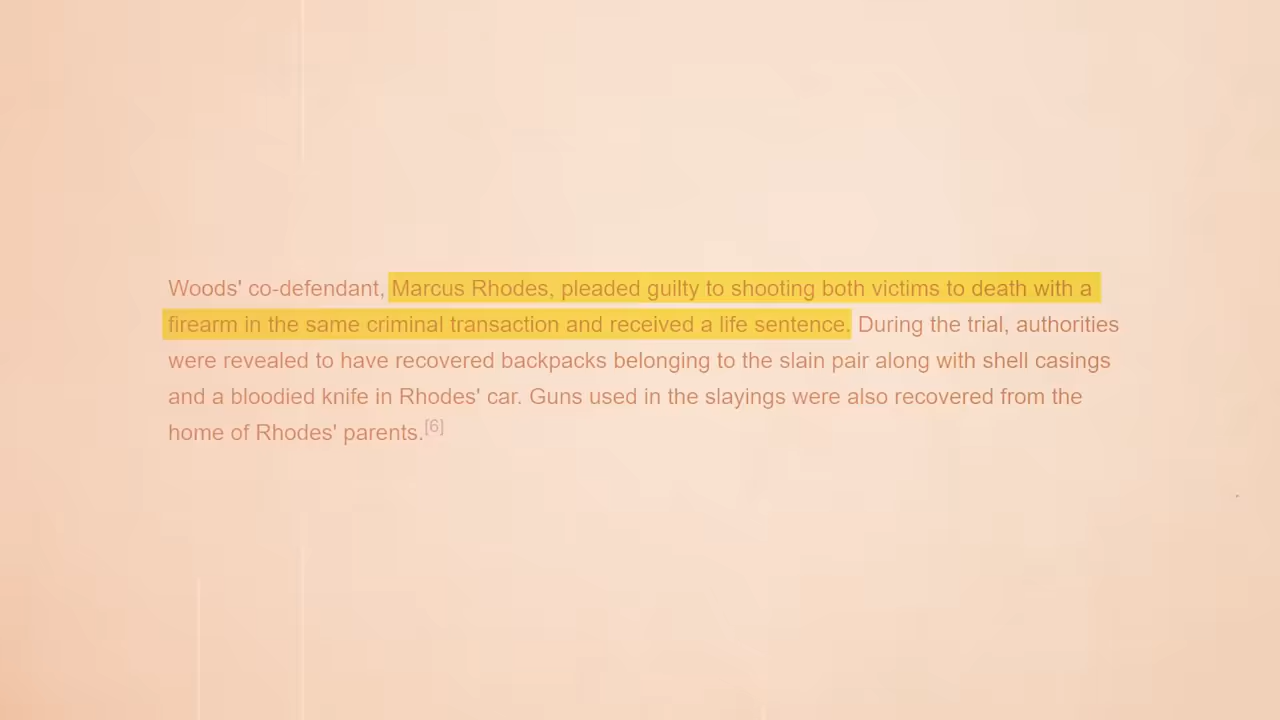 Woods' co-defendant, Marcus Rhodes, pleaded guilty to shooting both victims to death with a
firearm in the same criminal transaction and received a life sentence. During the trial, authorities
were revealed to have recovered backpacks belonging to the slain pair along with shell casings
and a bloodied knife in Rhodes' car. Guns used in the slayings were also recovered from the
home of Rhodes' parents.[6]